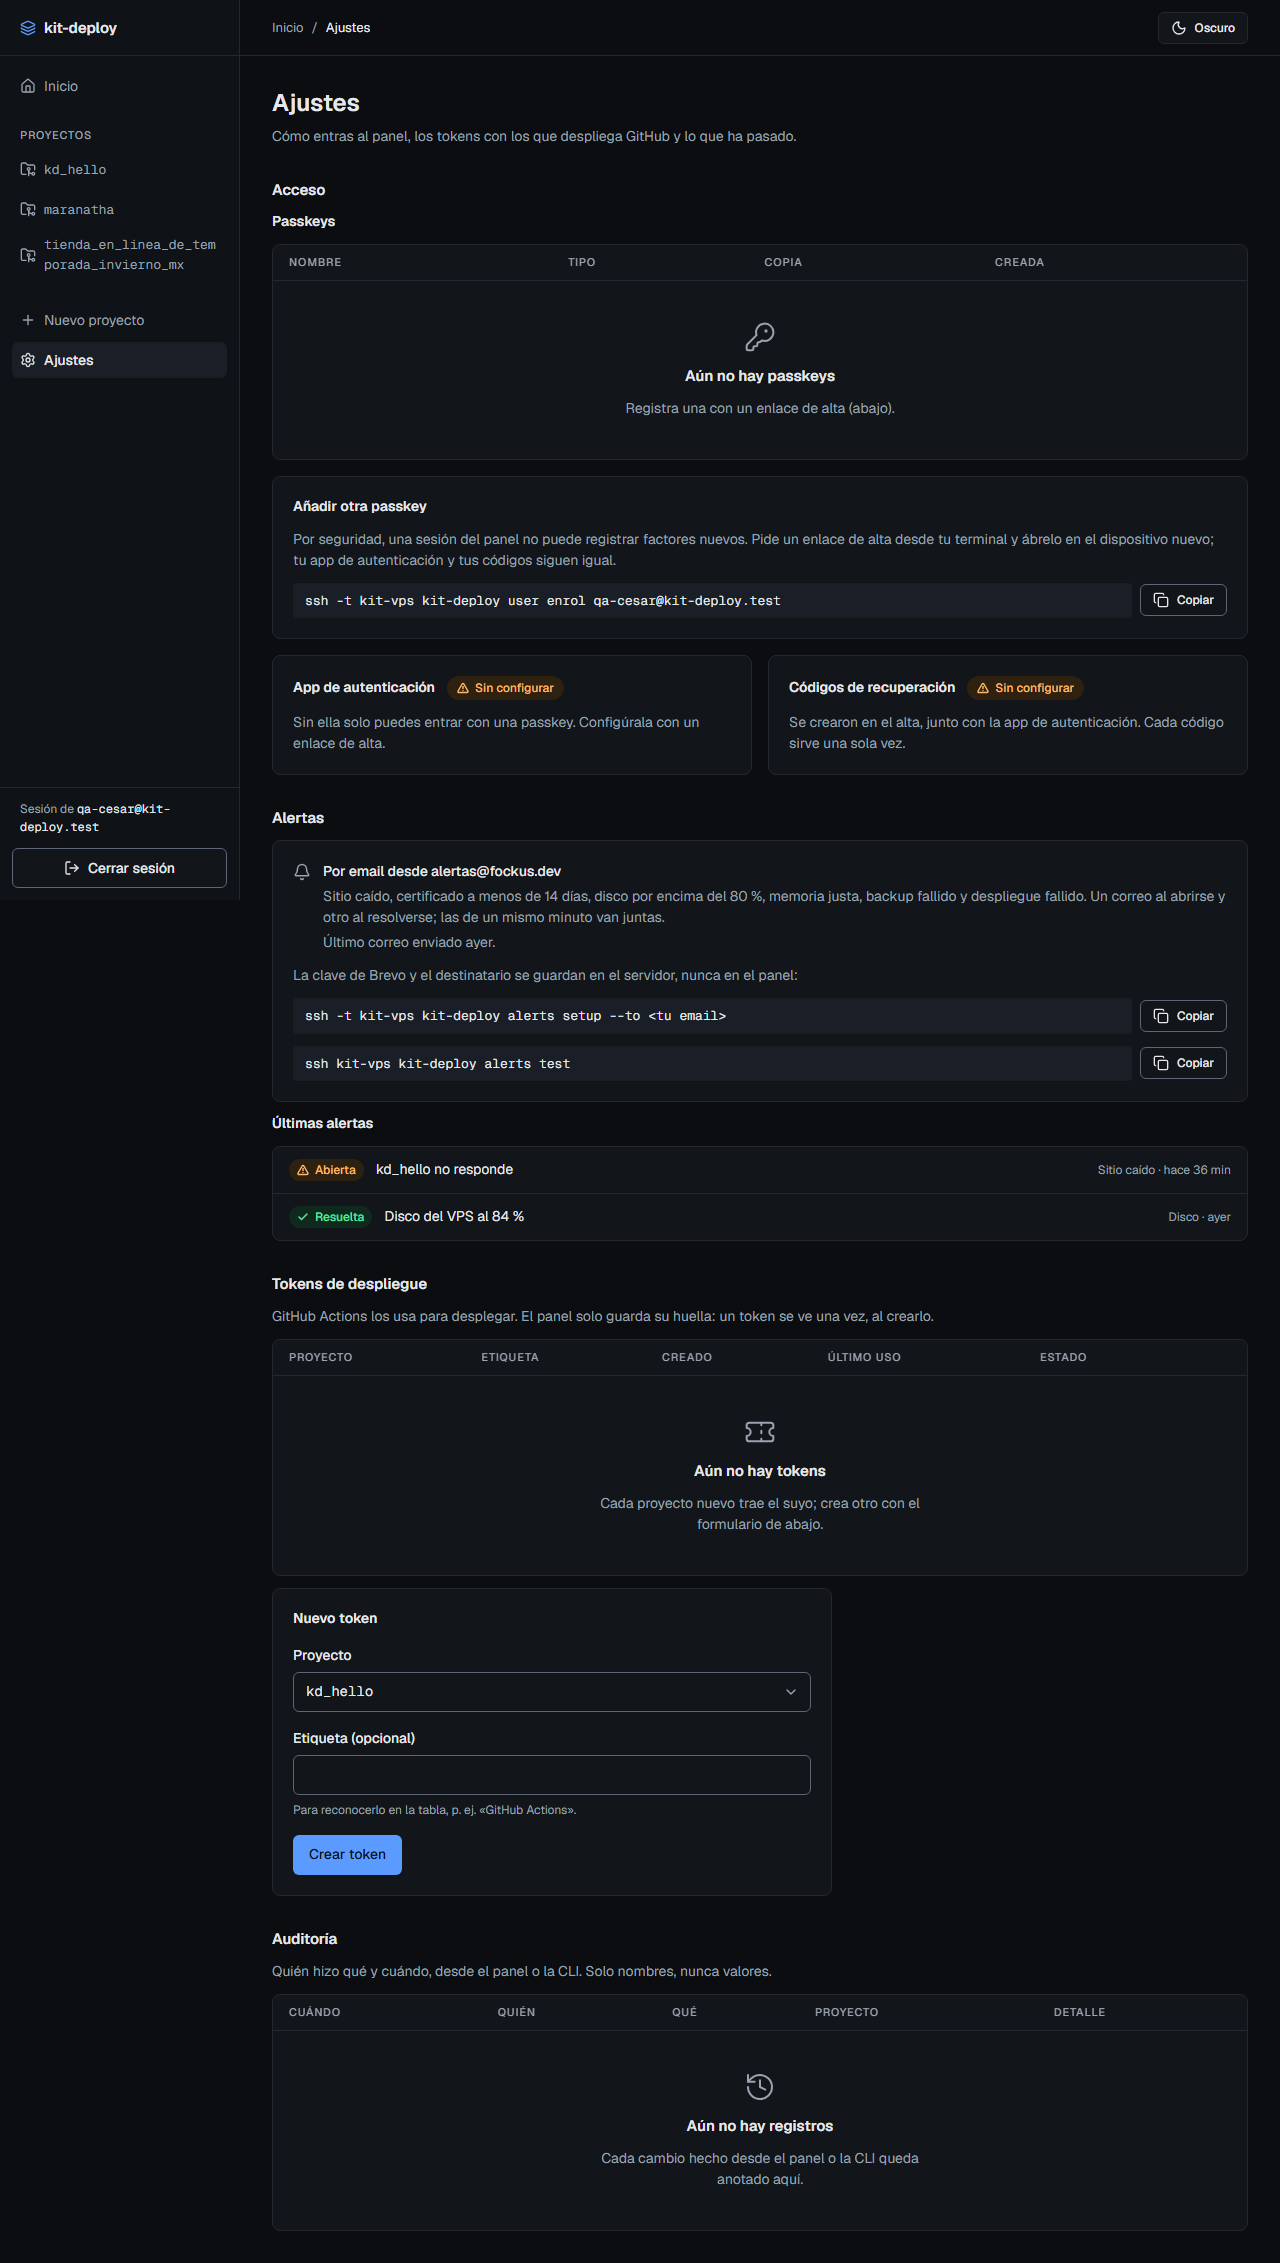 kit-deploy
Inicio / Ajustes
Oscuro
Inicio
PROYECTOS
kd_hello
maranatha
tienda_en_linea_de_tem
porada_invierno_mx
Nuevo proyecto
Ajustes
Sesión de qa-cesar@kit-
deploy.test
Cerrar sesión
Ajustes
Cómo entras al panel, los tokens con los que despliega GitHub y lo que ha pasado.
Acceso
Passkeys
NOMBRE TIPO COPIA CREADA
Aún no hay passkeys
Registra una con un enlace de alta (abajo).
Añadir otra passkey
Por seguridad, una sesión del panel no puede registrar factores nuevos. Pide un enlace de alta desde tu terminal y ábrelo en el dispositivo nuevo;
tu app de autenticación y tus códigos siguen igual.
ssh -t kit-vps kit-deploy user enrol qa-cesar@kit-deploy.test
Copiar
App de autenticación Sin configurar
Sin ella solo puedes entrar con una passkey. Configúrala con un
enlace de alta.
Códigos de recuperación Sin configurar
Se crearon en el alta, junto con la app de autenticación. Cada código
sirve una sola vez.
Alertas
Por email desde alertas@fockus.dev
Sitio caído, certificado a menos de 14 días, disco por encima del 80 %, memoria justa, backup fallido y despliegue fallido. Un correo al abrirse y
otro al resolverse; las de un mismo minuto van juntas.
Último correo enviado ayer.
La clave de Brevo y el destinatario se guardan en el servidor, nunca en el panel:
ssh -t kit-vps kit-deploy alerts setup --to <tu email>
Copiar
ssh kit-vps kit-deploy alerts test
Copiar
Últimas alertas
Abierta kd_hello no responde Sitio caído · hace 36 min
Resuelta Disco del VPS al 84 % Disco · ayer
Tokens de despliegue
GitHub Actions los usa para desplegar. El panel solo guarda su huella: un token se ve una vez, al crearlo.
PROYECTO ETIQUETA CREADO ÚLTIMO USO ESTADO
Aún no hay tokens
Cada proyecto nuevo trae el suyo; crea otro con el
formulario de abajo.
Nuevo token
Proyecto
kd_hello
Etiqueta (opcional)
Para reconocerlo en la tabla, p. ej. «GitHub Actions».
Crear token
Auditoría
Quién hizo qué y cuándo, desde el panel o la CLI. Solo nombres, nunca valores.
CUÁNDO QUIÉN QUÉ PROYECTO DETALLE
Aún no hay registros
Cada cambio hecho desde el panel o la CLI queda
anotado aquí.